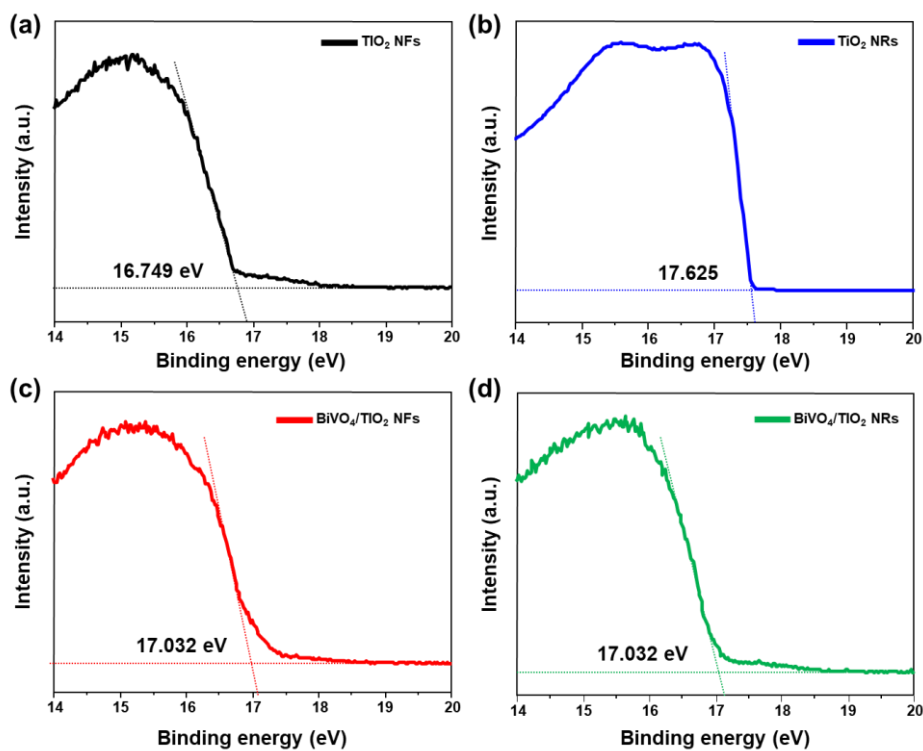 (a)
TIO₂ NFs
Intensity (a.u.)
16.749 eV
14 15 16 17 18 19 20
Binding energy (eV)
(b)
TiO₂ NRs
Intensity (a.u.)
17.625
14 15 16 17 18 19 20
Binding energy (eV)
(c)
BiVO₄/TIO₂ NFs
Intensity (a.u.)
17.032 eV
14 15 16 17 18 19 20
Binding energy (eV)
(d)
BiVO₄/TIO₂ NRs
Intensity (a.u.)
17.032 eV
14 15 16 17 18 19 20
Binding energy (eV)